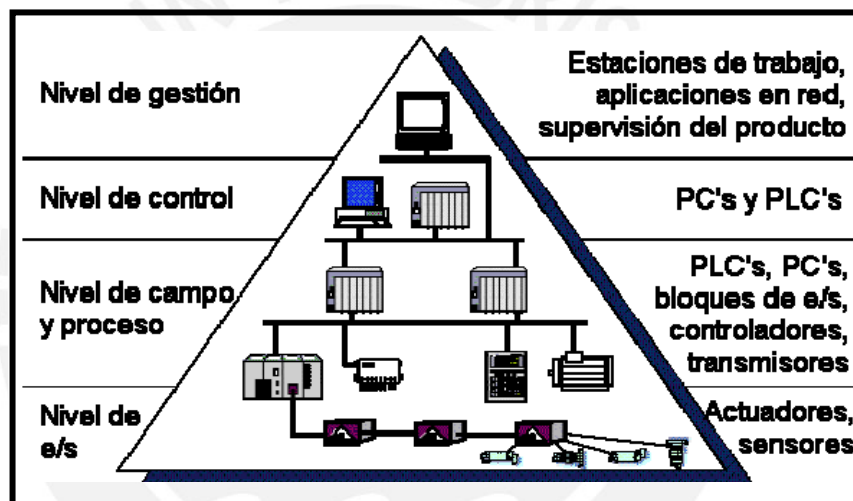 Nivel de gestión
Estaciones de trabajo,
aplicaciones en red,
supervisión del producto
Nivel de control
PC's y PLC's
Nivel de campo
y proceso
PLC's, PC's,
bloques de e/s,
controladores,
transmisores
Nivel de
e/s
Actuadores,
sensores